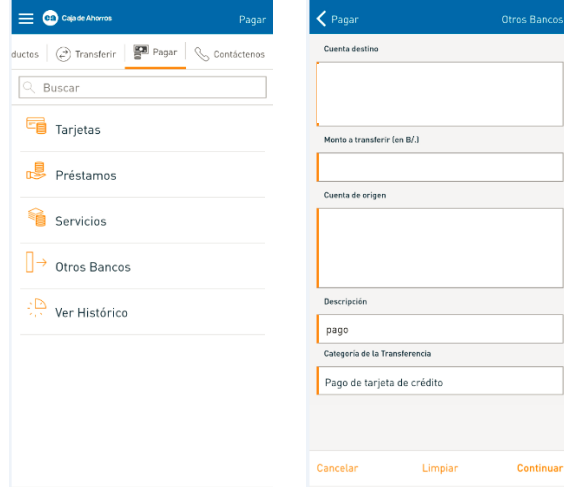 Caja de Ahorros
Pagar
ductos
Transferir
Pagar
Contáctenos
Buscar
Tarjetas
Préstamos
Servicios
Otros Bancos
Ver Histórico
Pagar
Otros Bancos
Cuenta destino
Monto a transferir (en B/.)
Cuenta de origen
Descripción
pago
Categoría de la Transferencia
Pago de tarjeta de crédito
Cancelar
Limpiar
Continuar